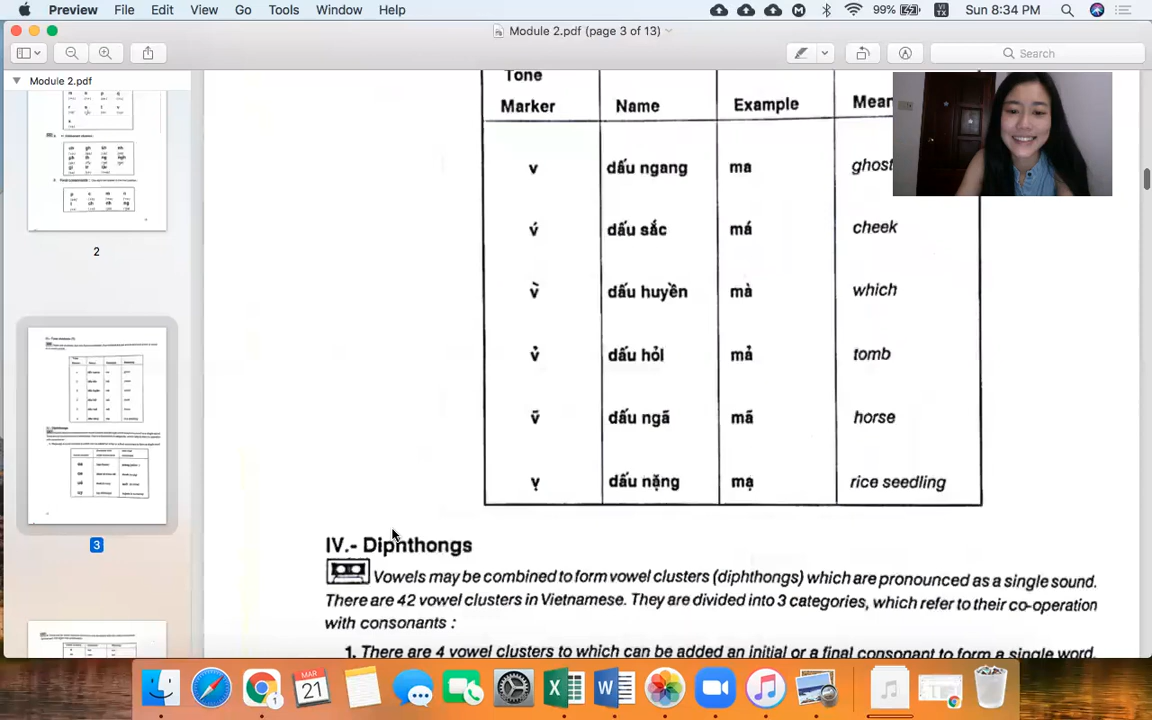 Preview File Edit View Go Tools Window Help
99% VI TX Sun 8:34 PM
Module 2.pdf (page 3 of 13)
Search
Module 2.pdf
2
3
Tone
Marker Name Example Mear
v dấu ngang ma ghost
v́ dấu sắc má cheek
v̀ dấu huyền mà which
v̉ dấu hỏi mả tomb
ṽ dấu ngã mã horse
ṿ dấu nặng mạ rice seedling
IV.- Diphthongs
Vowels may be combined to form vowel clusters (diphthongs) which are pronounced as a single sound.
There are 42 vowel clusters in Vietnamese. They are divided into 3 categories, which refer to their co-operation
with consonants :
1. There are 4 vowel clusters to which can be added an initial or a final consonant to form a single word.
MAR
21
1